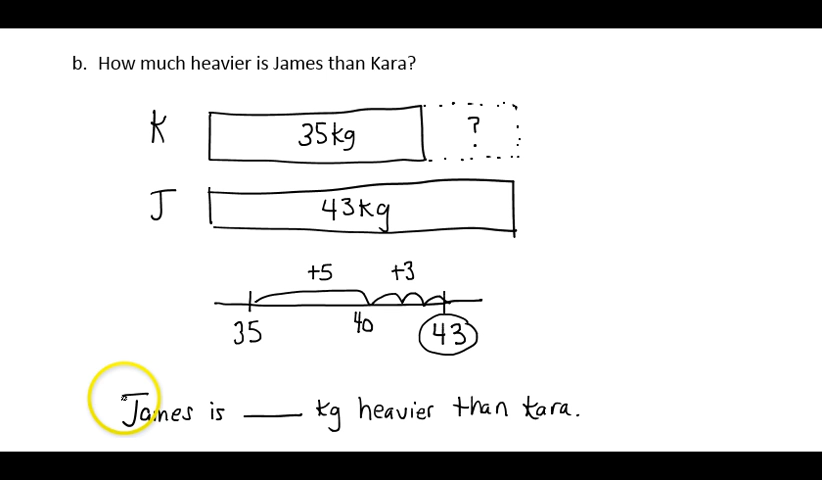 b. How much heavier is James than Kara?
K 35kg ?
J 43kg
+5 +3
35 40 43
James is ___ kg heavier than Kara.